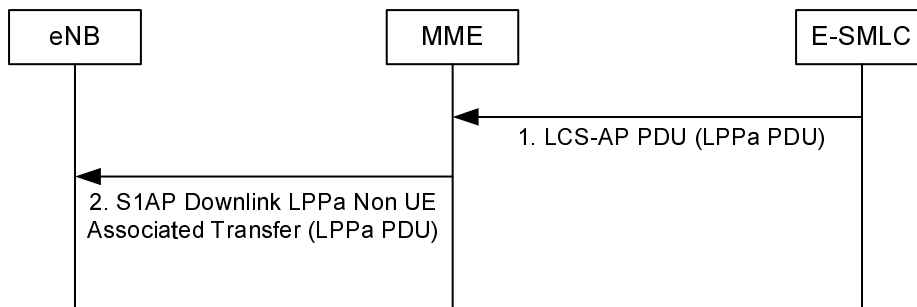 eNB
MME
E-SMLC
1. LCS-AP PDU (LPPa PDU)
2. S1AP Downlink LPPa Non UE
Associated Transfer (LPPa PDU)